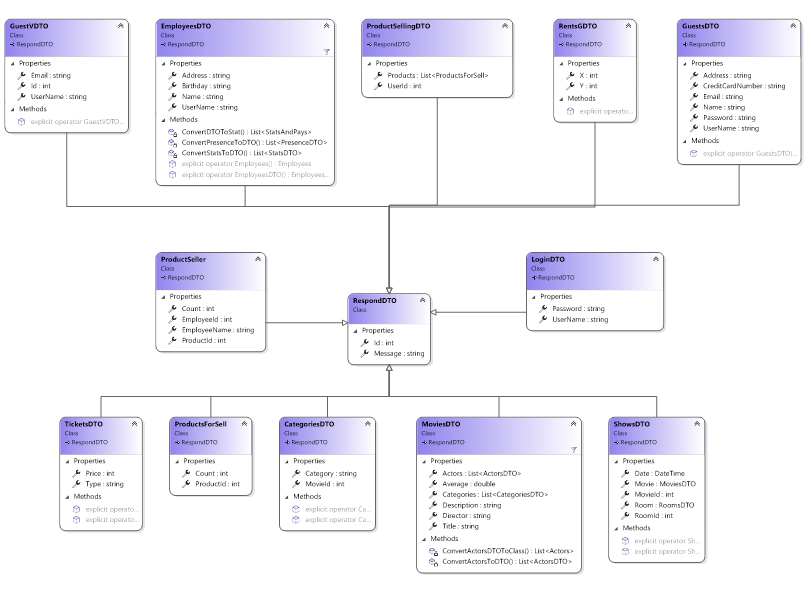 GuestVDTO
Class
RespondDTO
Properties
Email : string
Id : int
UserName : string
Methods
explicit operator GuestVDTO...
EmployeesDTO
Class
RespondDTO
Properties
Address : string
Birthday : string
Name : string
UserName : string
Methods
ConvertDTOToStat() : List<StatsAndPays>
ConvertPresenceToDTO() : List<PresenceDTO>
ConvertStatsToDTO() : List<StatsDTO>
explicit operator Employees() : Employees
explicit operator EmployeesDTO() : Employees...
ProductSellingDTO
Class
RespondDTO
Properties
Products : List<ProductsForSell>
UserId : int
RentsGDTO
Class
RespondDTO
Properties
X : int
Y : int
Methods
explicit operato...
GuestsDTO
Class
RespondDTO
Properties
Address : string
CreditCardNumber : string
Email : string
Name : string
Password : string
UserName : string
Methods
explicit operator GuestsDTO(...
ProductSeller
Class
RespondDTO
Properties
Count : int
EmployeeId : int
EmployeeName : string
ProductId : int
RespondDTO
Class
Properties
Id : int
Message : string
LoginDTO
Class
RespondDTO
Properties
Password : string
UserName : string
TicketsDTO
Class
RespondDTO
Properties
Price : int
Type : string
Methods
explicit operato...
explicit operato...
ProductsForSell
Class
RespondDTO
Properties
Count : int
ProductId : int
CategoriesDTO
Class
RespondDTO
Properties
Category : string
MovieId : int
Methods
explicit operator Ca...
explicit operator Ca...
MoviesDTO
Class
RespondDTO
Properties
Actors : List<ActorsDTO>
Average : double
Categories : List<CategoriesDTO>
Description : string
Director : string
Title : string
Methods
ConvertActorsDTOToClass() : List<Actors>
ConvertActorsToDTO() : List<ActorsDTO>
ShowsDTO
Class
RespondDTO
Properties
Date : DateTime
Movie : MoviesDTO
MovieId : int
Room : RoomsDTO
RoomId : int
Methods
explicit operator Sh...
explicit operator Sh...